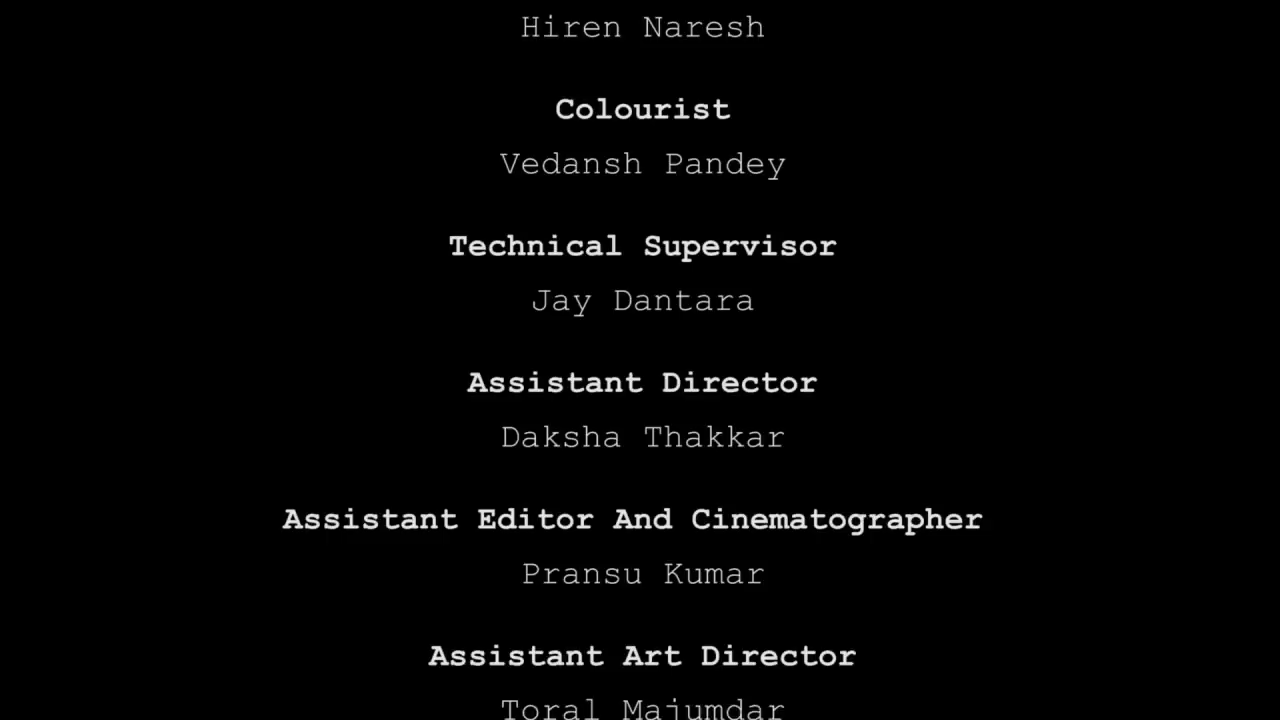 Hiren Naresh
Colourist
Vedansh Pandey
Technical Supervisor
Jay Dantara
Assistant Director
Daksha Thakkar
Assistant Editor And Cinematographer
Pransu Kumar
Assistant Art Director
Toral Majumdar